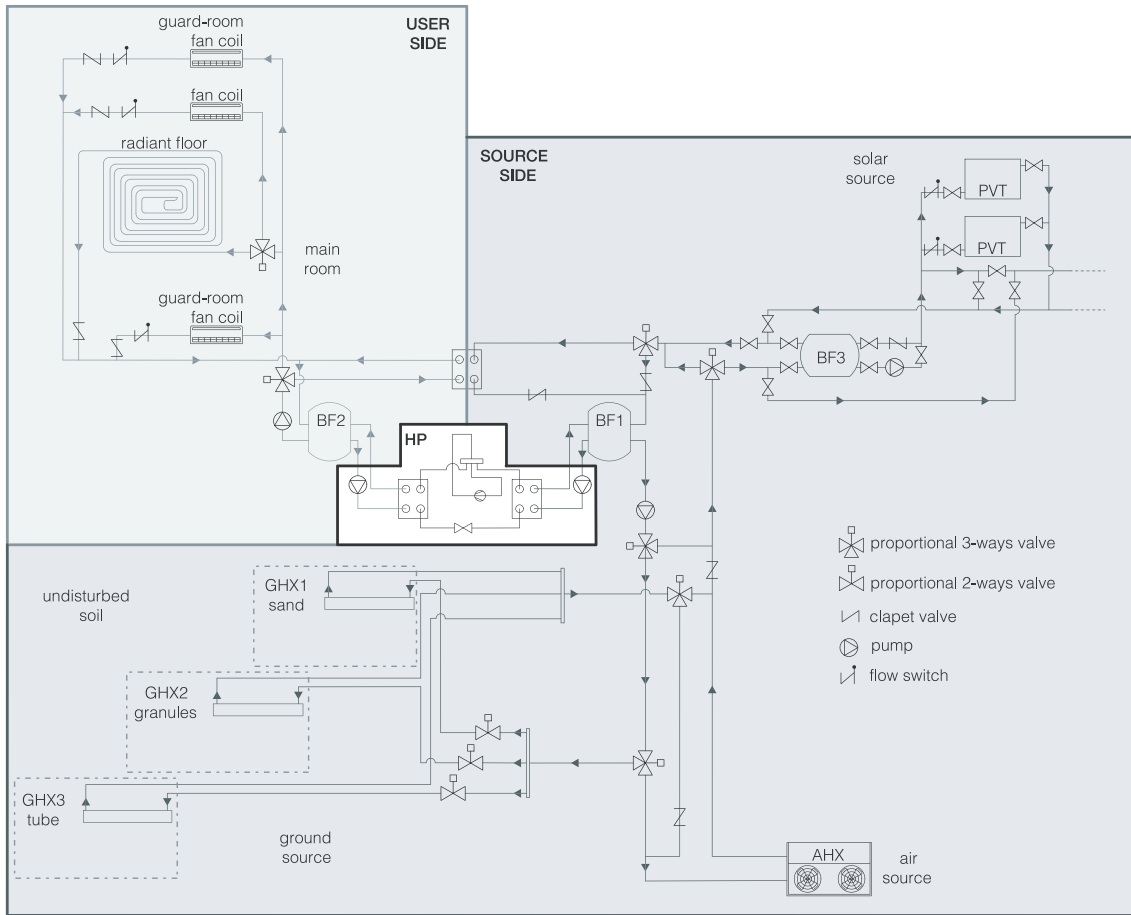 guard-room
fan coil
USER
SIDE
fan coil
radiant floor
SOURCE
SIDE
solar
source
PVT
PVT
main
room
guard-room
fan coil
BF3
BF2
BF1
HP
proportional 3-ways valve
proportional 2-ways valve
clapet valve
pump
flow switch
undisturbed
soil
GHX1
sand
GHX2
granules
GHX3
tube
ground
source
AHX
air
source